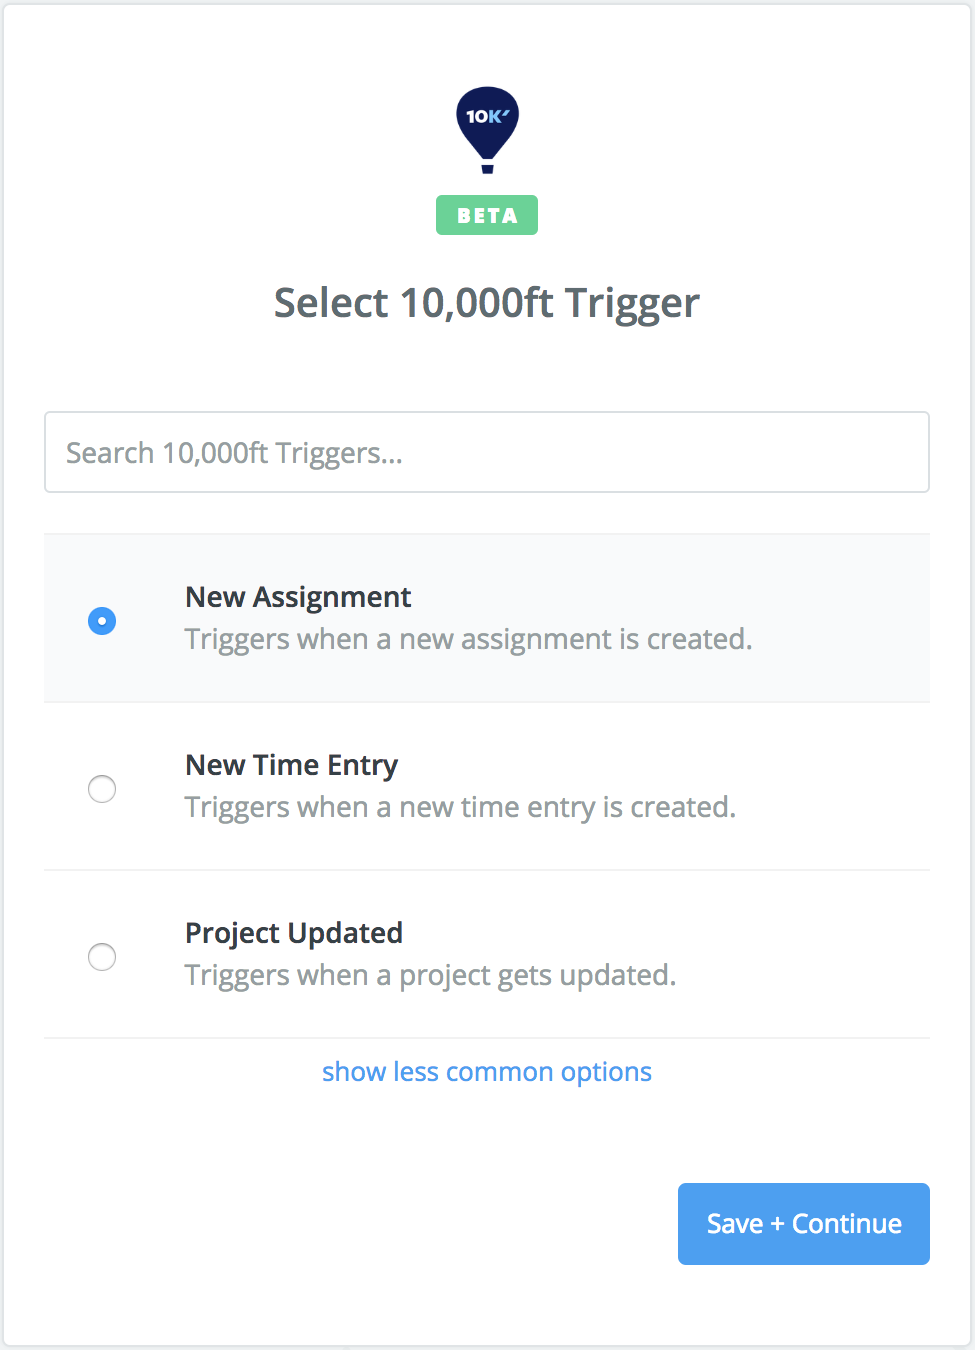 10K'
BETA
Select 10,000ft Trigger
Search 10,000ft Triggers...
New Assignment
Triggers when a new assignment is created.
New Time Entry
Triggers when a new time entry is created.
Project Updated
Triggers when a project gets updated.
show less common options
Save + Continue